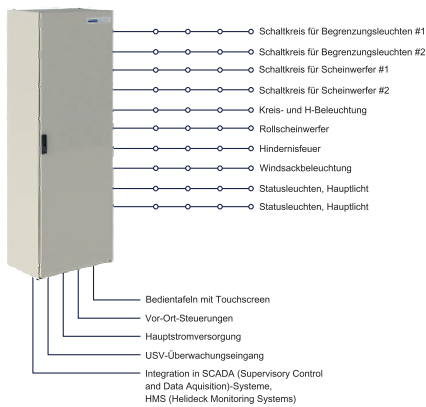 Schaltkreis für Begrenzungsleuchten #1
Schaltkreis für Begrenzungsleuchten #2
Schaltkreis für Scheinwerfer #1
Schaltkreis für Scheinwerfer #2
Kreis- und H-Beleuchtung
Rollscheinwerfer
Hindernisfeuer
Windsackbeleuchtung
Statusleuchten, Hauptlicht
Statusleuchten, Hauptlicht
Bedientafeln mit Touchscreen
Vor-Ort-Steuerungen
Hauptstromversorgung
USV-Überwachungseingang
Integration in SCADA (Supervisory Control
and Data Aquisition)-Systeme,
HMS (Helideck Monitoring Systems)